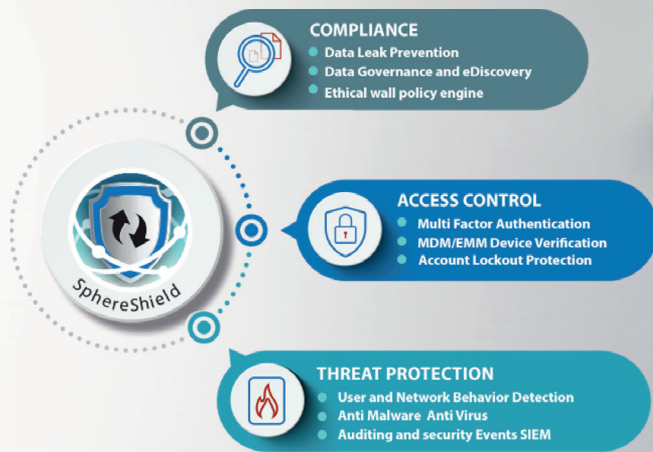 COMPLIANCE
Data Leak Prevention
Data Governance and eDiscovery
Ethical wall policy engine
SphereShield
ACCESS CONTROL
Multi Factor Authentication
MDM/EMM Device Verification
Account Lockout Protection
THREAT PROTECTION
User and Network Behavior Detection
Anti Malware Anti Virus
Auditing and security Events SIEM